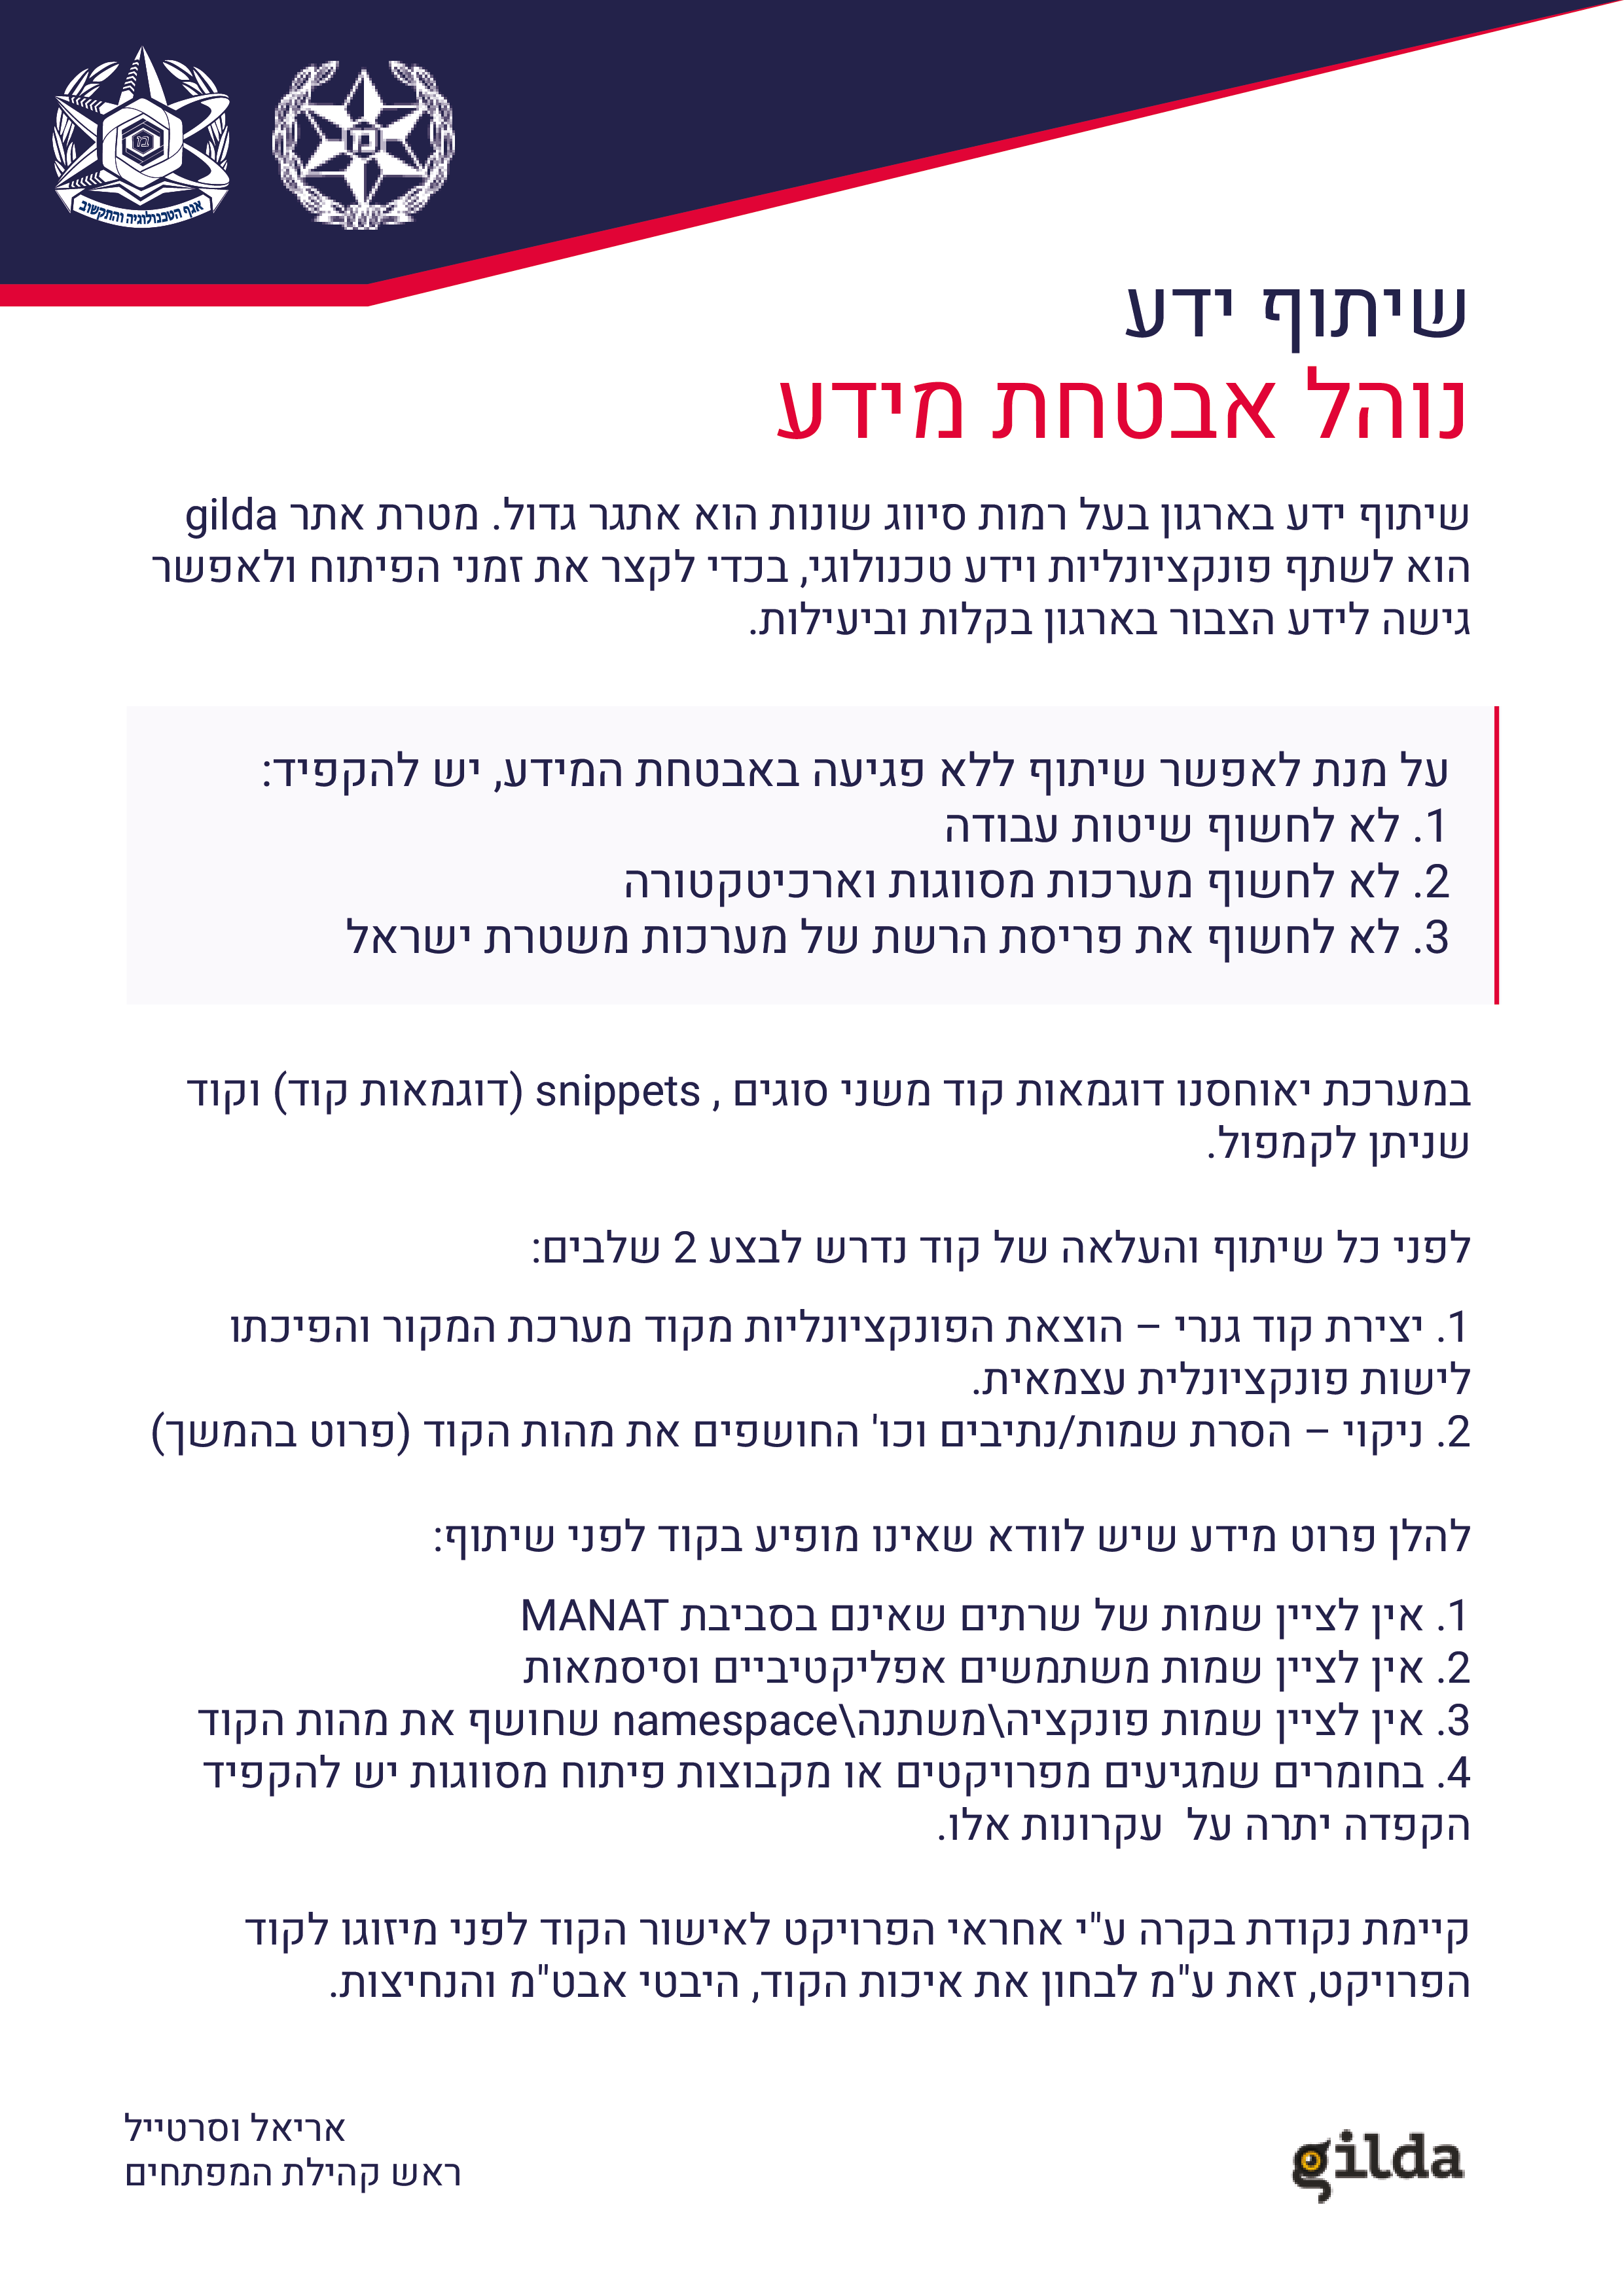 אגף הטכנולוגיה והתקשוב
שיתוף ידע
נוהל אבטחת מידע
שיתוף ידע בארגון בעל רמות סיווג שונות הוא אתגר גדול. מטרת אתר gilda
הוא לשתף פונקציונליות וידע טכנולוגי, בכדי לקצר את זמני הפיתוח ולאפשר
גישה לידע הצבור בארגון בקלות וביעילות.
על מנת לאפשר שיתוף ללא פגיעה באבטחת המידע, יש להקפיד:
1. לא לחשוף שיטות עבודה
2. לא לחשוף מערכות מסווגות וארכיטקטורה
3. לא לחשוף את פריסת הרשת של מערכות משטרת ישראל
במערכת יאוחסנו דוגמאות קוד משני סוגים , snippets (דוגמאות קוד) וקוד
שניתן לקמפול.
לפני כל שיתוף והעלאה של קוד נדרש לבצע 2 שלבים:
1. יצירת קוד גנרי – הוצאת הפונקציונליות מקוד מערכת המקור והפיכתו
לישות פונקציונלית עצמאית.
2. ניקוי – הסרת שמות/נתיבים וכו' החושפים את מהות הקוד (פרוט בהמשך)
להלן פרוט מידע שיש לוודא שאינו מופיע בקוד לפני שיתוף:
1. אין לציין שמות של שרתים שאינם בסביבת MANAT
2. אין לציין שמות משתמשים אפליקטיביים וסיסמאות
3. אין לציין שמות פונקציה\משתנה\namespace שחושף את מהות הקוד
4. בחומרים שמגיעים מפרויקטים או מקבוצות פיתוח מסווגות יש להקפיד
הקפדה יתרה על  עקרונות אלו.
קיימת נקודת בקרה ע"י אחראי הפרויקט לאישור הקוד לפני מיזוגו לקוד
הפרויקט, זאת ע"מ לבחון את איכות הקוד, היבטי אבט"מ והנחיצות.
אריאל וסרטייל
ראש קהילת המפתחים
gilda